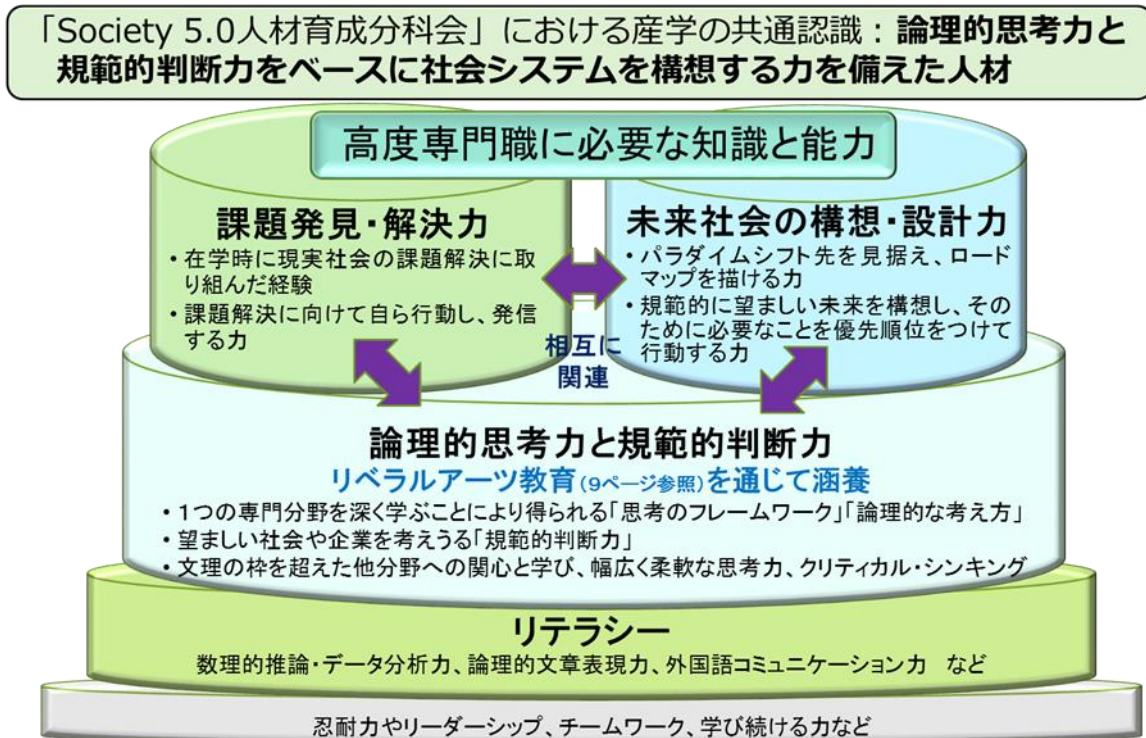 「Society 5.0人材育成分科会」における産学の共通認識：論理的思考力と
規範的判断力をベースに社会システムを構想する力を備えた人材
高度専門職に必要な知識と能力
課題発見・解決力
・在学時に現実社会の課題解決に取
り組んだ経験
・課題解決に向けて自ら行動し、発信
する力
未来社会の構想・設計力
・パラダイムシフト先を見据え、ロード
マップを描ける力
・規範的に望ましい未来を構想し、その
ために必要なことを優先順位をつけて
行動する力
相互に
関連
論理的思考力と規範的判断力
リベラルアーツ教育(9ページ参照)を通じて涵養
・1つの専門分野を深く学ぶことにより得られる「思考のフレームワーク」「論理的な考え方」
・望ましい社会や企業を考えうる「規範的判断力」
・文理の枠を超えた他分野への関心と学び、幅広く柔軟な思考力、クリティカル・シンキング
リテラシー
数理的推論・データ分析力、論理的文章表現力、外国語コミュニケーション力　など
忍耐力やリーダーシップ、チームワーク、学び続ける力など